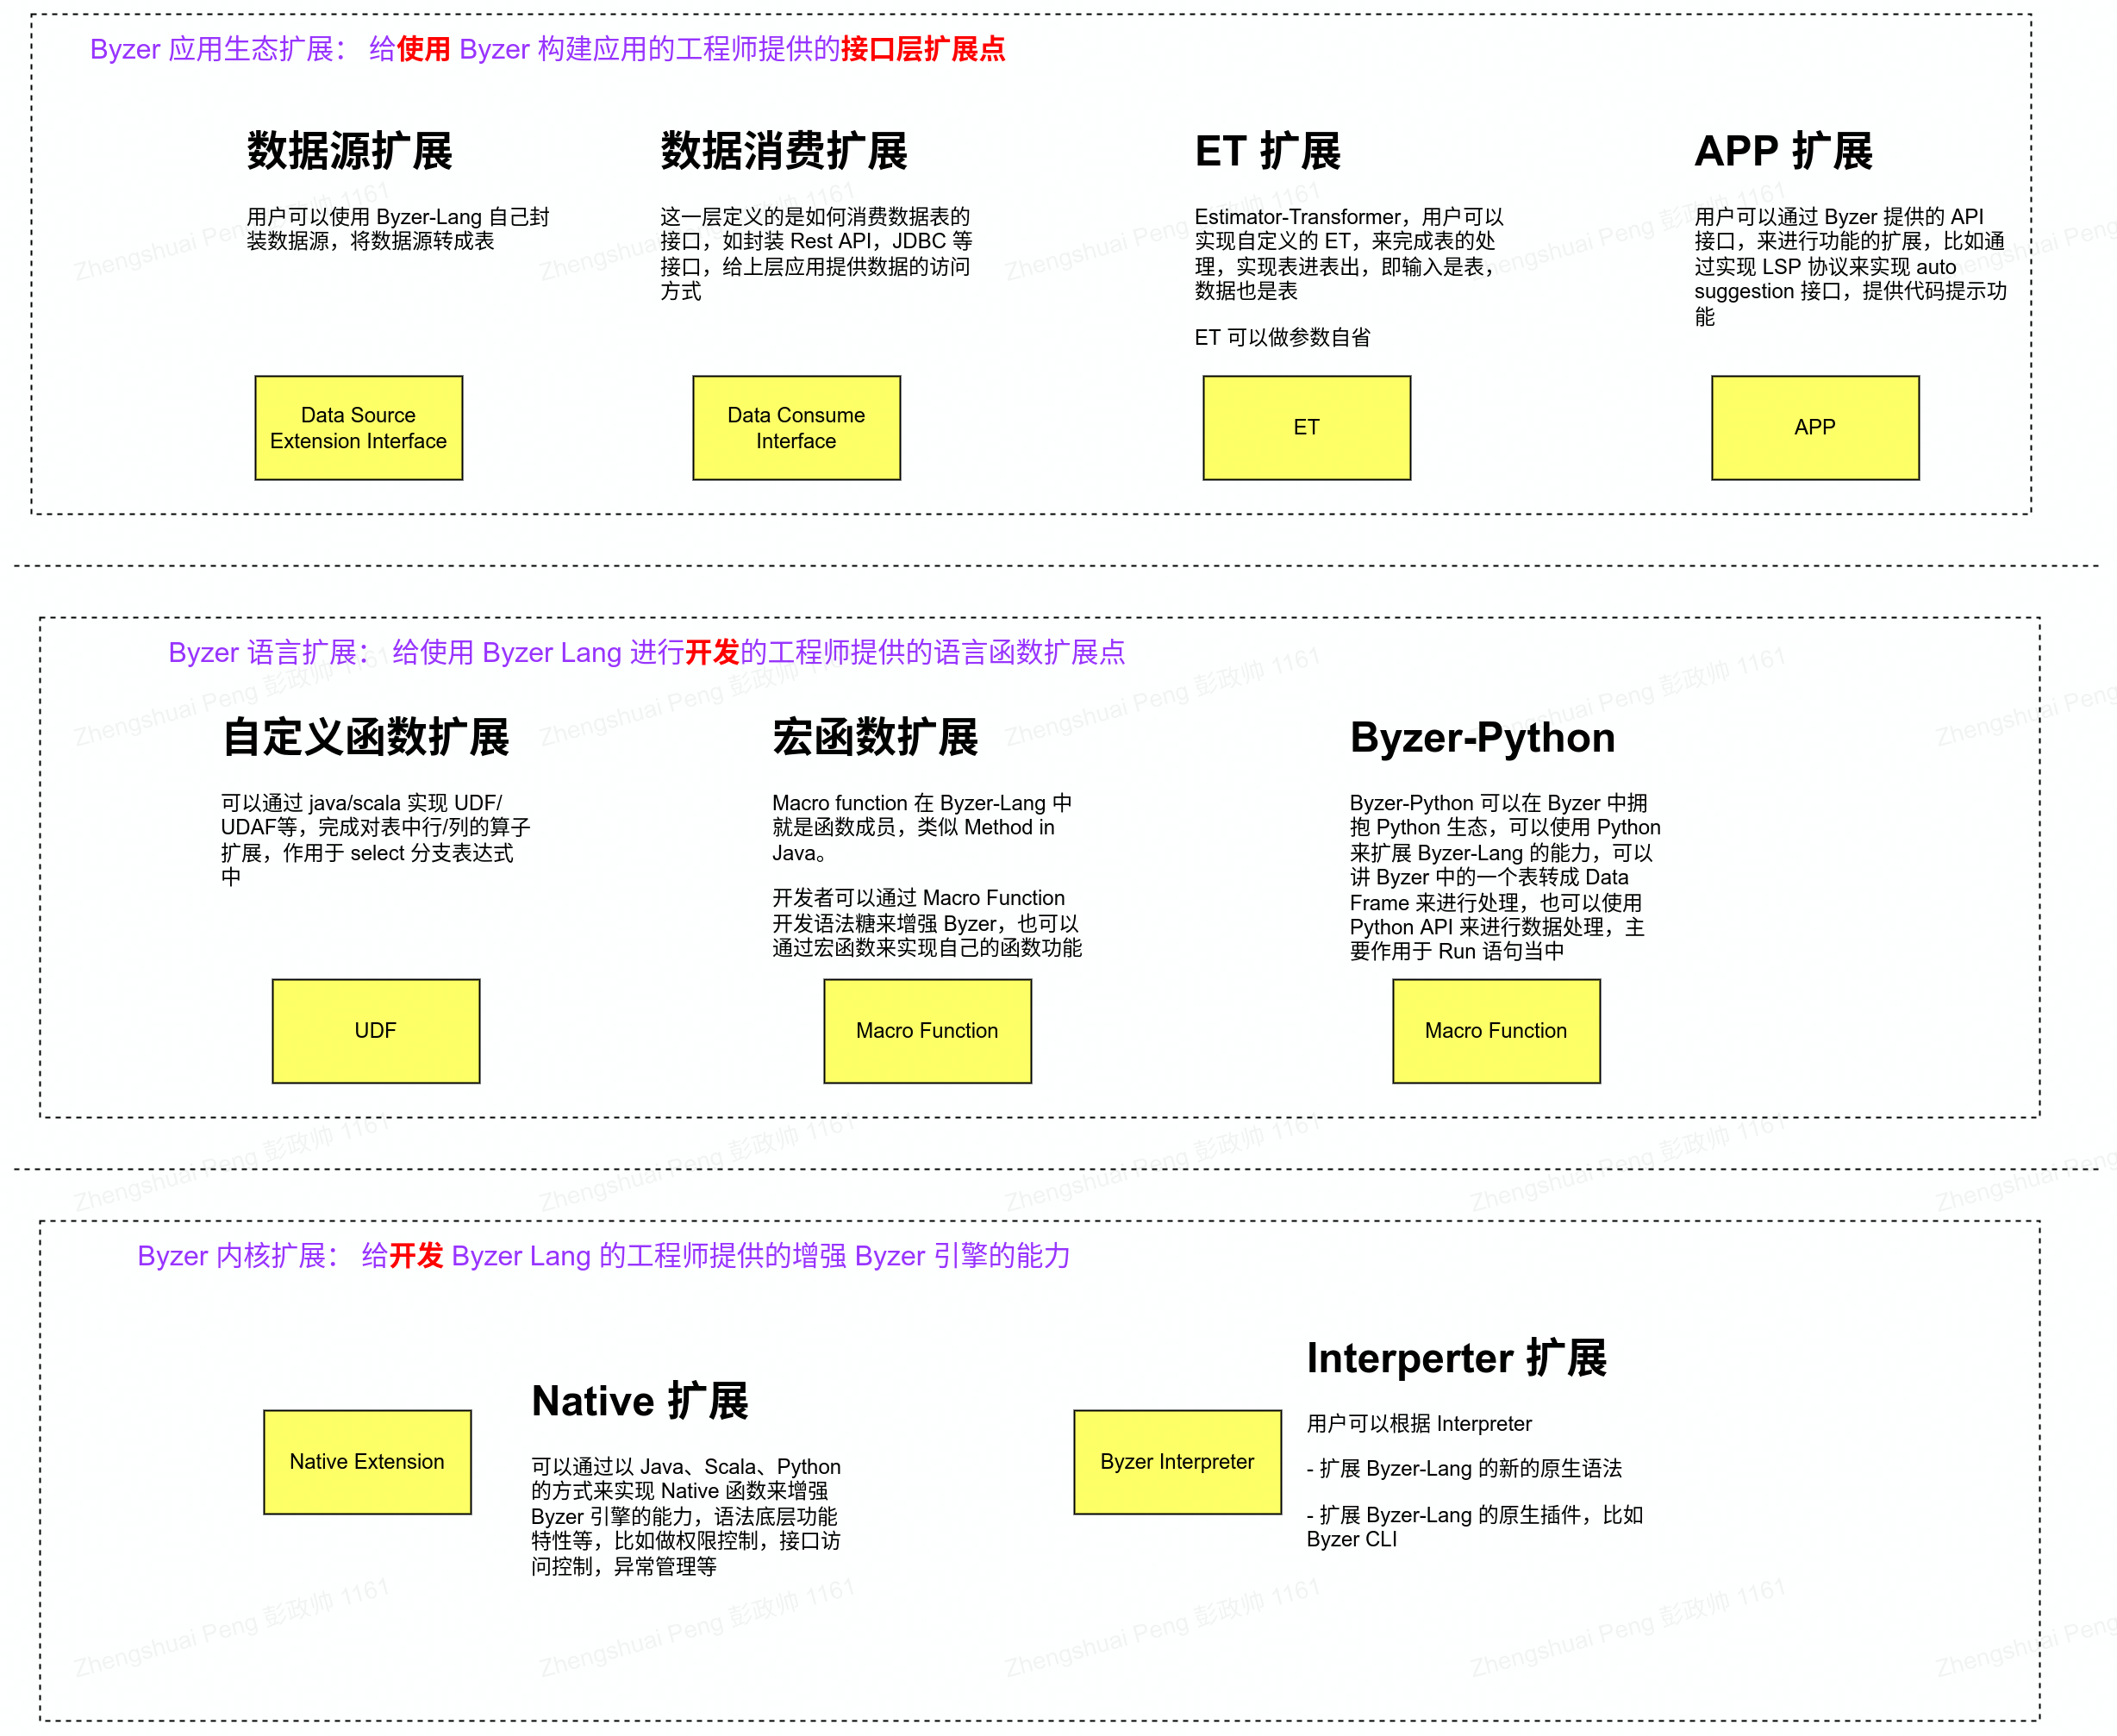 Byzer 应用生态扩展： 给使用 Byzer 构建应用的工程师提供的接口层扩展点
数据源扩展
用户可以使用 Byzer-Lang 自己封
装数据源，将数据源转成表
数据消费扩展
这一层定义的是如何消费数据表的
接口，如封装 Rest API，JDBC 等
接口，给上层应用提供数据的访问
方式
ET 扩展
Estimator-Transformer，用户可以
实现自定义的 ET，来完成表的处
理，实现表进表出，即输入是表，
数据也是表
ET 可以做参数自省
APP 扩展
用户可以通过 Byzer 提供的 API
接口，来进行功能的扩展，比如通
过实现 LSP 协议来实现 auto
suggestion 接口，提供代码提示功
能
Data Source
Extension Interface
Data Consume
Interface
ET
APP
Byzer 语言扩展： 给使用 Byzer Lang 进行开发的工程师提供的语言函数扩展点
自定义函数扩展
可以通过 java/scala 实现 UDF/
UDAF等，完成对表中行/列的算子
扩展，作用于 select 分支表达式
中
宏函数扩展
Macro function 在 Byzer-Lang 中
就是函数成员，类似 Method in
Java。
开发者可以通过 Macro Function
开发语法糖来增强 Byzer，也可以
通过宏函数来实现自己的函数功能
Byzer-Python
Byzer-Python 可以在 Byzer 中拥
抱 Python 生态，可以使用 Python
来扩展 Byzer-Lang 的能力，可以
讲 Byzer 中的一个表转成 Data
Frame 来进行处理，也可以使用
Python API 来进行数据处理，主
要作用于 Run 语句当中
UDF
Macro Function
Macro Function
Byzer 内核扩展： 给开发 Byzer Lang 的工程师提供的增强 Byzer 引擎的能力
Native Extension
Native 扩展
可以通过以 Java、Scala、Python
的方式来实现 Native 函数来增强
Byzer 引擎的能力，语法底层功能
特性等，比如做权限控制，接口访
问控制，异常管理等
Byzer Interpreter
Interperter 扩展
用户可以根据 Interpreter
- 扩展 Byzer-Lang 的新的原生语法
- 扩展 Byzer-Lang 的原生插件，比如
Byzer CLI
Zhengshuai Peng 彭政帅 1161